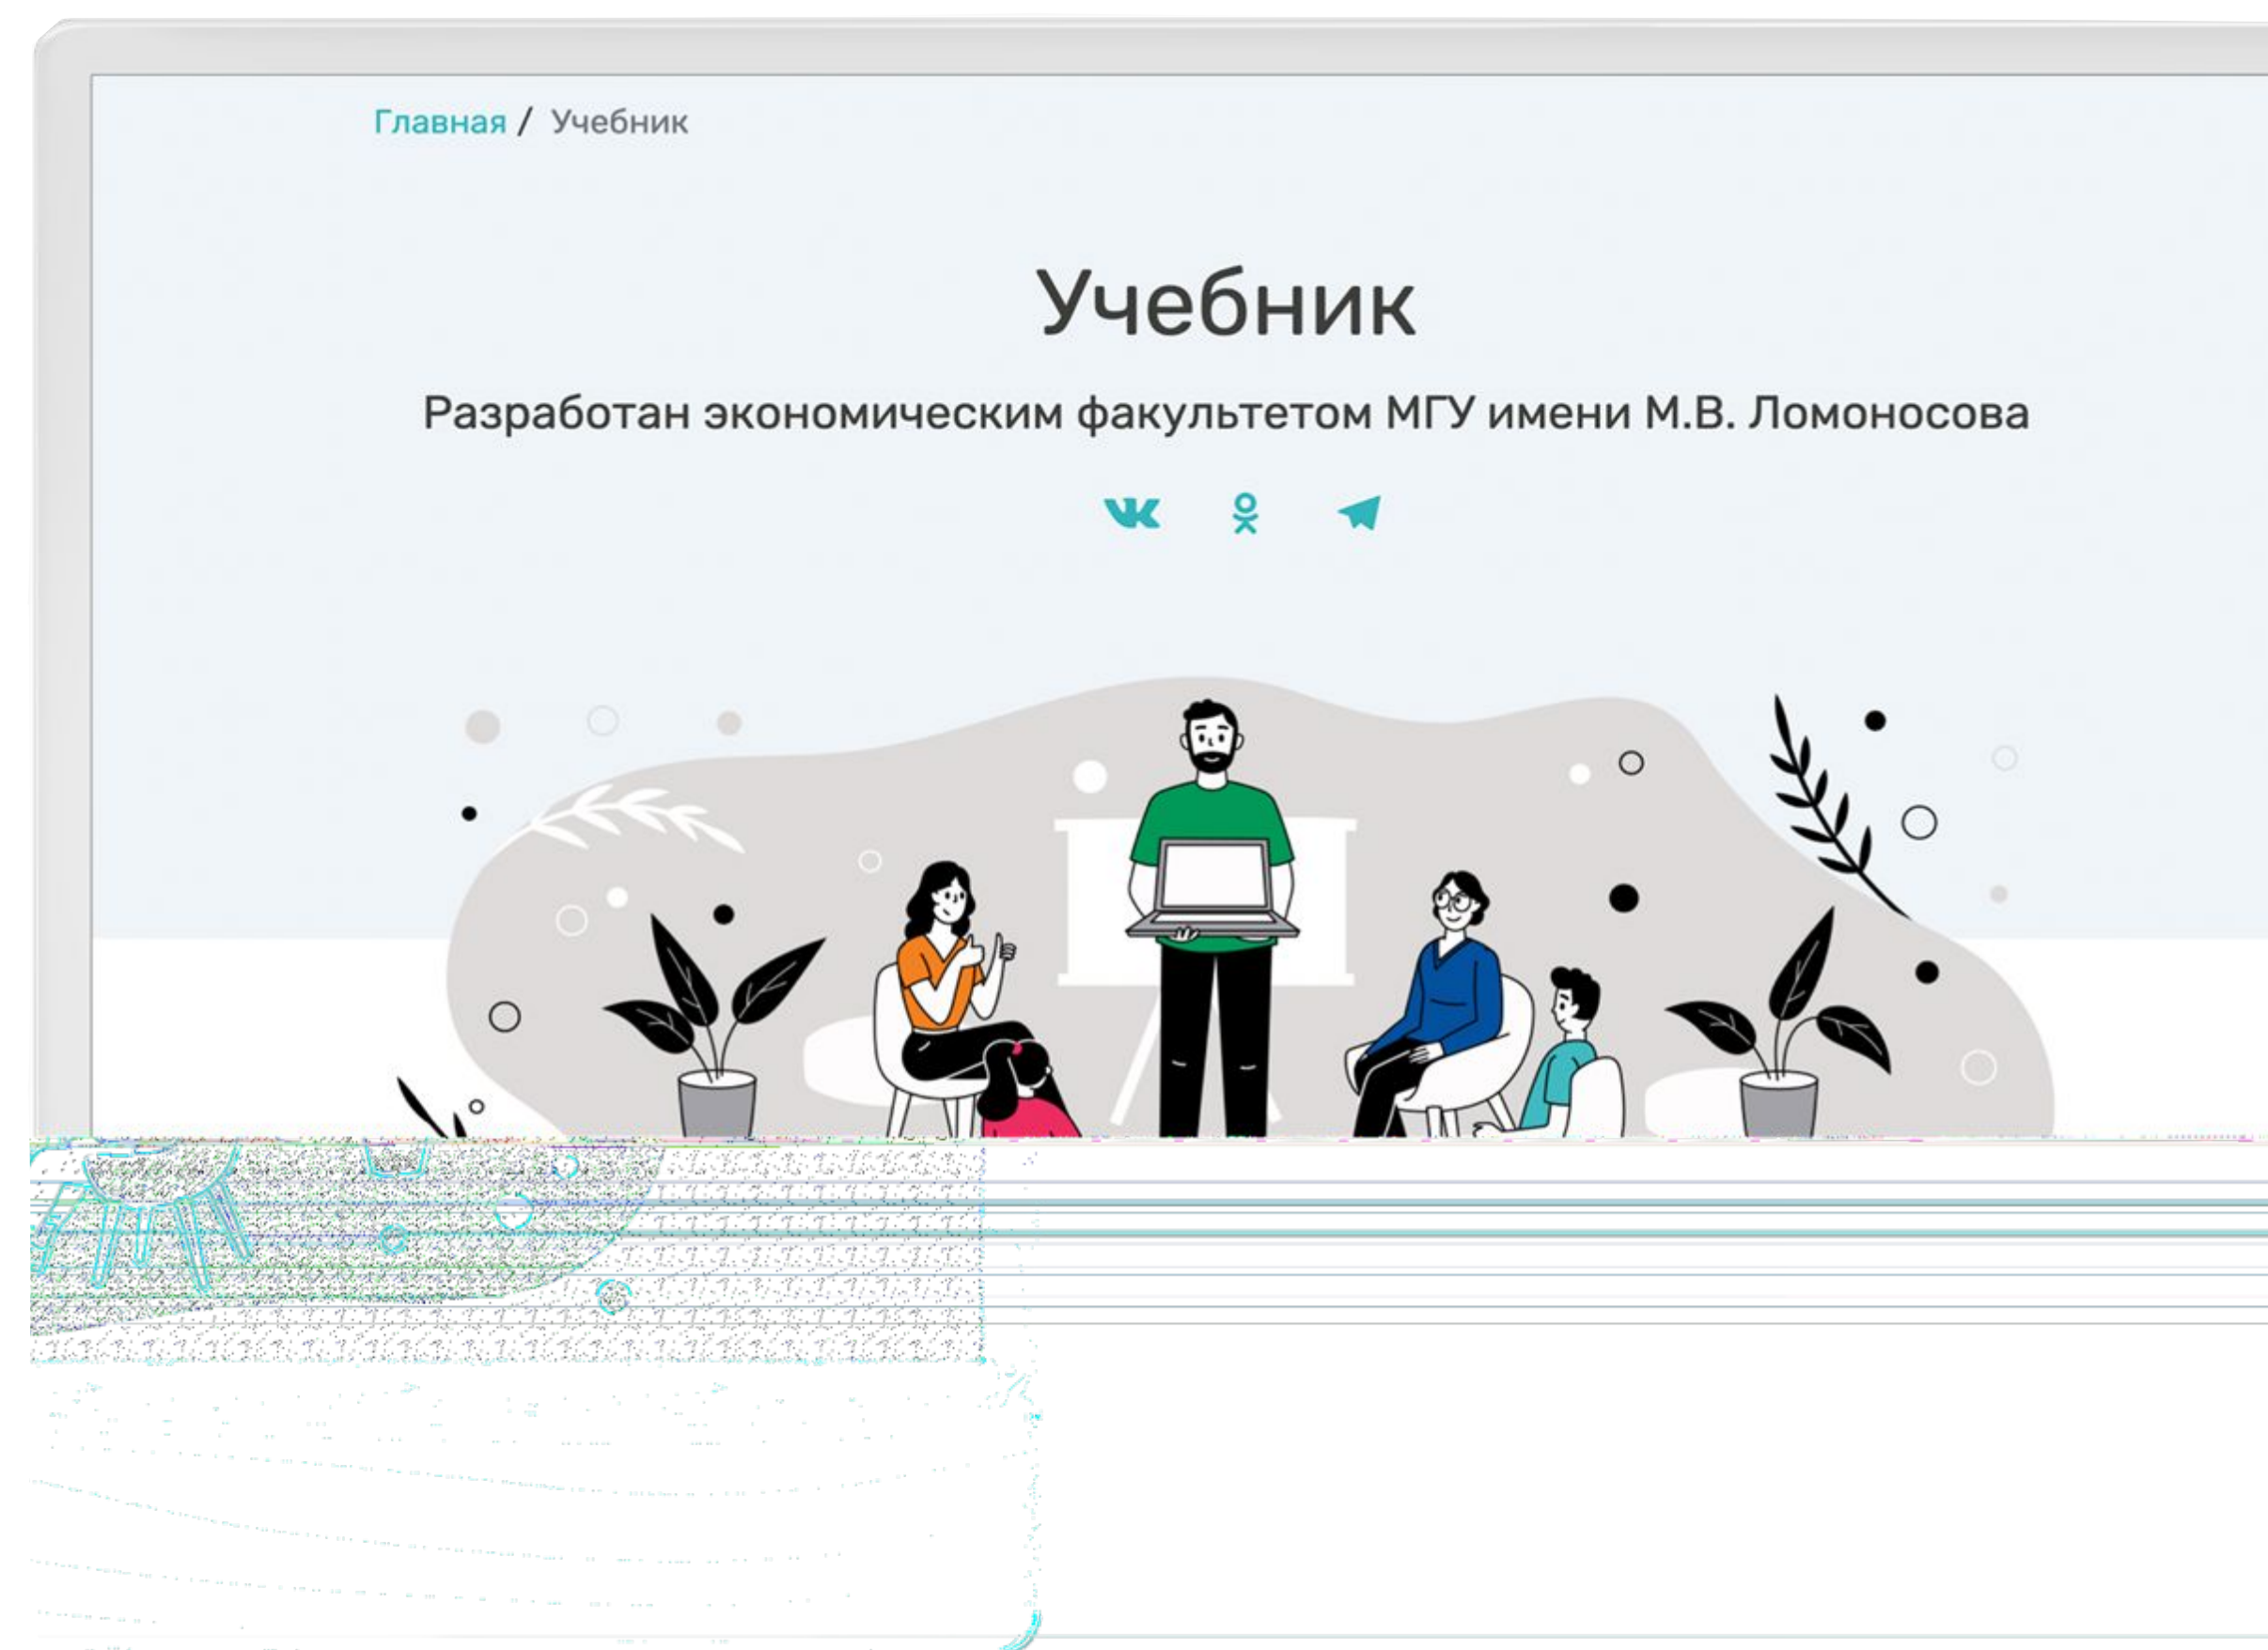 Главная / Учебник
Учебник
Разработан экономическим факультетом МГУ имени М.В. Ломоносова